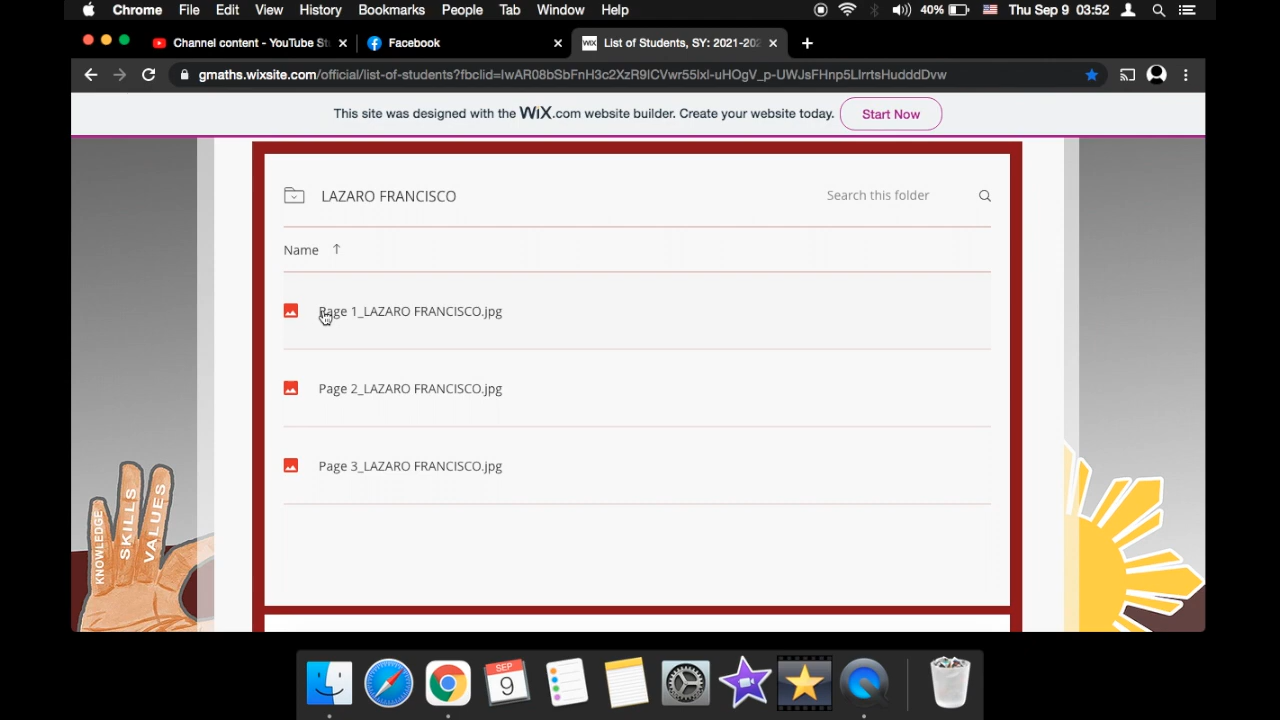 Chrome File Edit View History Bookmarks People Tab Window Help 40% Thu Sep 9 03:52
Channel content - YouTube St Facebook WiX List of Students, SY: 2021-202
gmaths.wixsite.com/official/list-of-students?fbclid=IwAR08bSbFnH3c2XzR9lCVwr55lxl-uHOgV_p-UWJsFHnp5LIrrtsHudddDvw
This site was designed with the WiX.com website builder. Create your website today. Start Now
LAZARO FRANCISCO Search this folder
Name ↑
Page 1_LAZARO FRANCISCO.jpg
Page 2_LAZARO FRANCISCO.jpg
Page 3_LAZARO FRANCISCO.jpg
KNOWLEDGE
SKILLS
VALUES
SEP
9